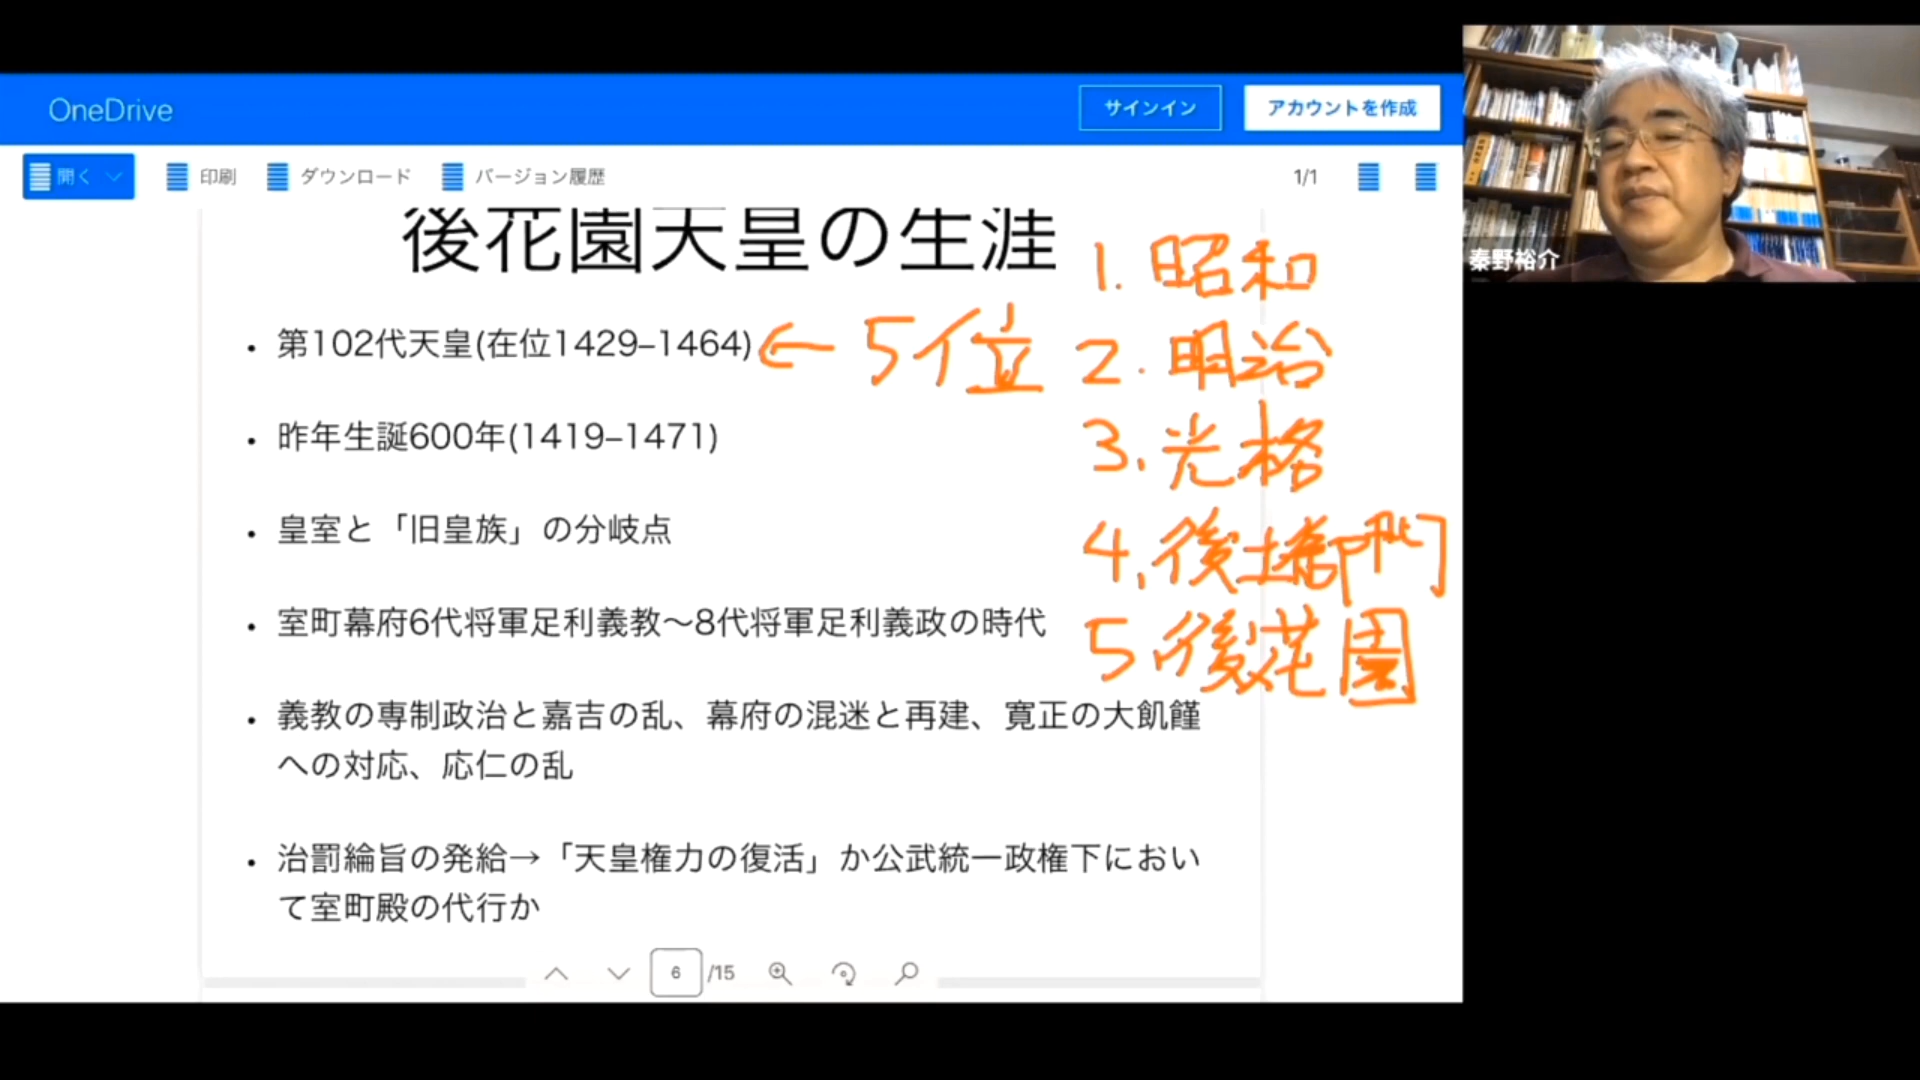 OneDrive
サインイン
アカウントを作成
開く
印刷
ダウンロード
バージョン履歴
1/1
後花園天皇の生涯
・第102代天皇(在位1429–1464)
←5位
・昨年生誕600年(1419–1471)
・皇室と「旧皇族」の分岐点
・室町幕府6代将軍足利義教〜8代将軍足利義政の時代
・義教の専制政治と嘉吉の乱、幕府の混迷と再建、寛正の大飢饉
への対応、応仁の乱
・治罰綸旨の発給→「天皇権力の復活」か公武統一政権下におい
て室町殿の代行か
1.昭和
2.明治
3.光格
4.後土御門
5.後花園
6
/15
秦野裕介